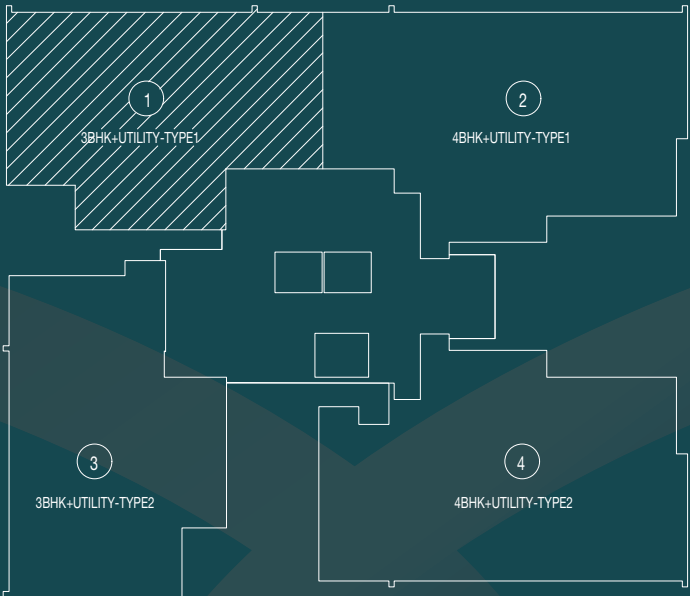 1
3BHK+UTILITY-TYPE1
2
4BHK+UTILITY-TYPE1
3
3BHK+UTILITY-TYPE2
4
4BHK+UTILITY-TYPE2